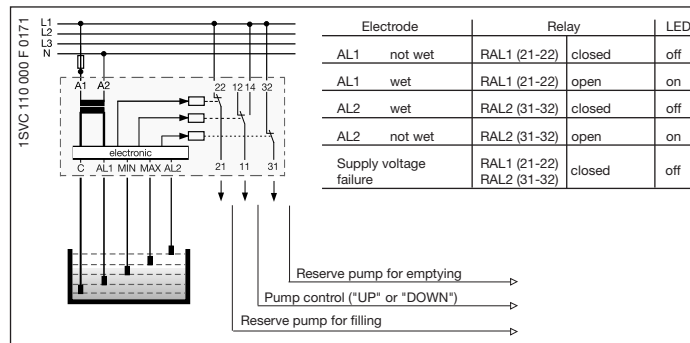 1SVC 110 000 F 0171
L1
L2
L3
N
A1 A2
22 12 14 32
electronic
21 11 31
C AL1 MIN MAX AL2
Reserve pump for emptying
Pump control ("UP" or "DOWN")
Reserve pump for filling
Electrode Relay LED
AL1 not wet RAL1 (21-22) closed off
AL1 wet RAL1 (21-22) open on
AL2 wet RAL2 (31-32) closed off
AL2 not wet RAL2 (31-32) open on
Supply voltage failure RAL1 (21-22) RAL2 (31-32) closed off